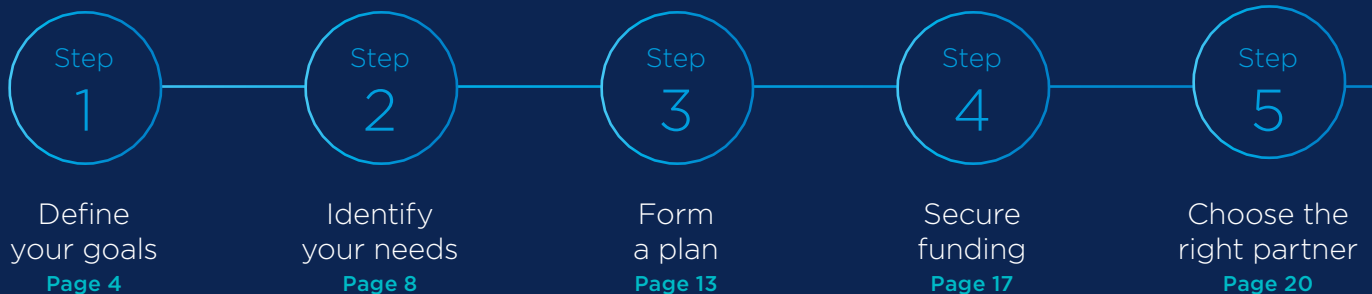 Step
1
Define
your goals
Page 4
Step
2
Identify
your needs
Page 8
Step
3
Form
a plan
Page 13
Step
4
Secure
funding
Page 17
Step
5
Choose the
right partner
Page 20